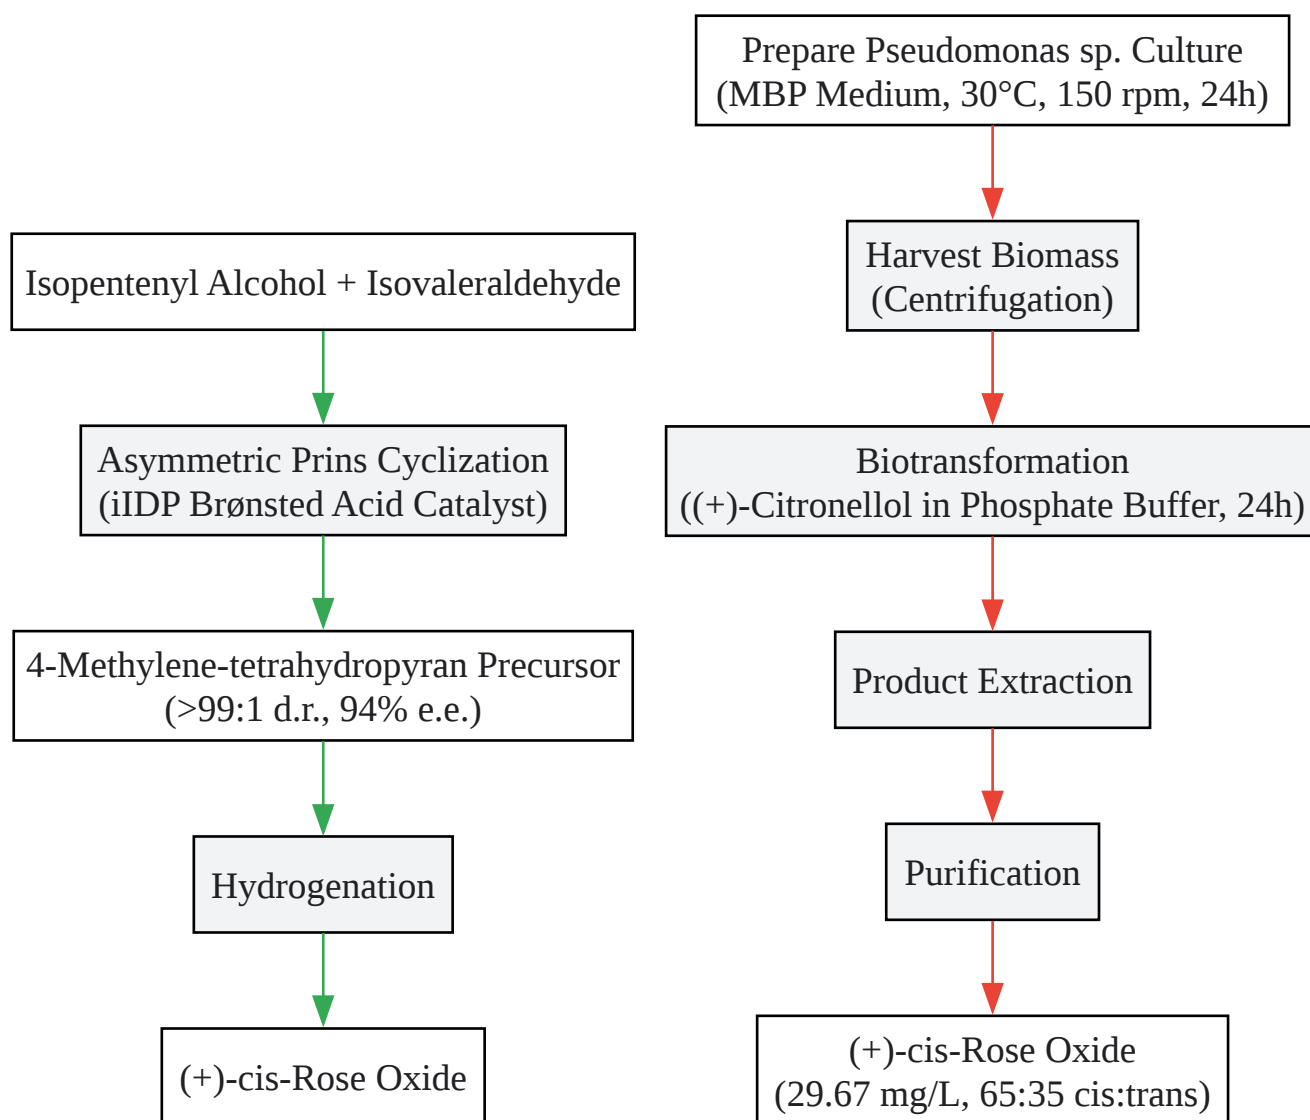 Isopentenyl Alcohol + Isovaleraldehyde
Asymmetric Prins Cyclization
(iIDP Brønsted Acid Catalyst)
4-Methylene-tetrahydropyran Precursor
(>99:1 d.r., 94% e.e.)
Hydrogenation
(+)-cis-Rose Oxide
Prepare Pseudomonas sp. Culture
(MBP Medium, 30°C, 150 rpm, 24h)
Harvest Biomass
(Centrifugation)
Biotransformation
((+)-Citronellol in Phosphate Buffer, 24h)
Product Extraction
Purification
(+)-cis-Rose Oxide
(29.67 mg/L, 65:35 cis:trans)